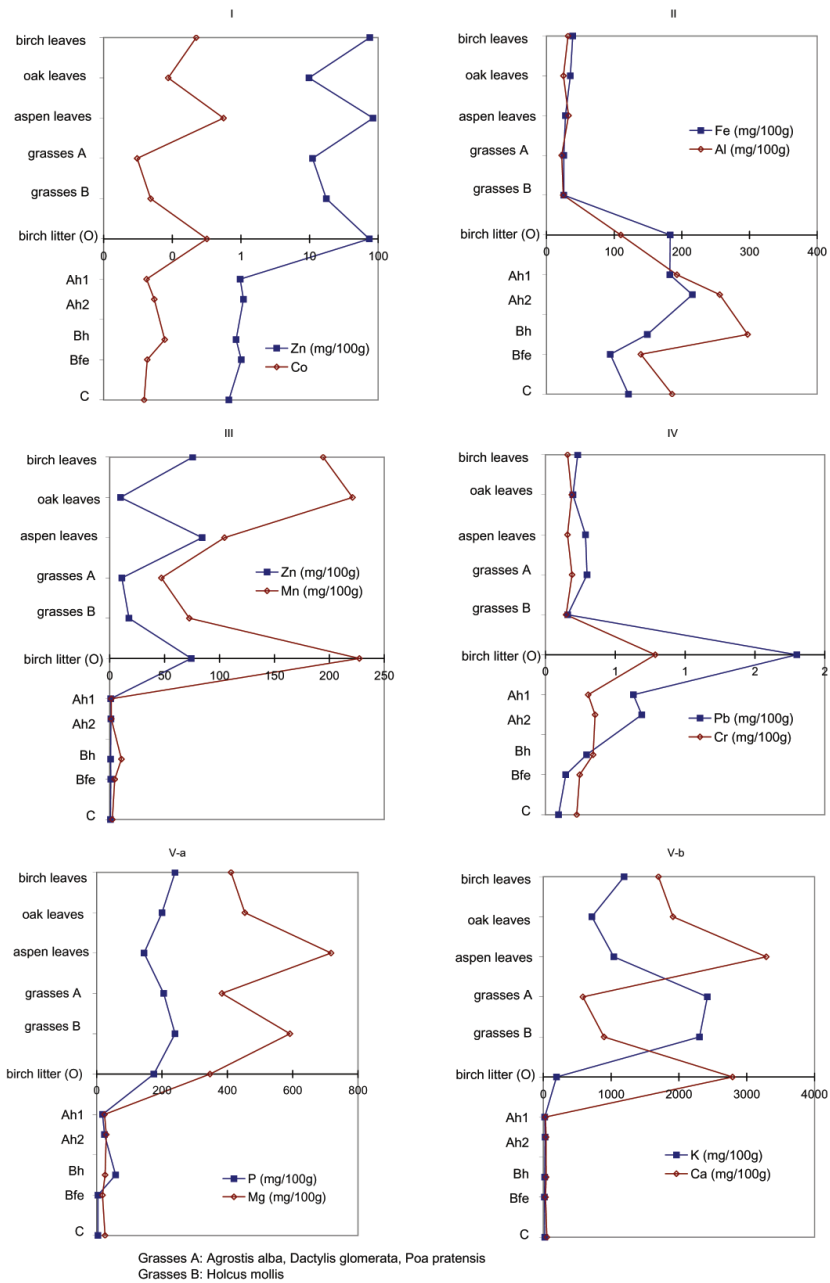 I
birch leaves
oak leaves
aspen leaves
grasses A
grasses B
birch litter (O)
0 0 1 10 100
Ah1
Ah2
Bh
Bfe
C
Zn (mg/100g)
Co
II
birch leaves
oak leaves
aspen leaves
grasses A
grasses B
birch litter (O)
Fe (mg/100g)
Al (mg/100g)
0 100 200 300 400
Ah1
Ah2
Bh
Bfe
C
III
birch leaves
oak leaves
aspen leaves
grasses A
grasses B
birch litter (O)
Zn (mg/100g)
Mn (mg/100g)
0 50 100 150 200 250
Ah1
Ah2
Bh
Bfe
C
IV
birch leaves
oak leaves
aspen leaves
grasses A
grasses B
birch litter (O)
0 1 1 2 2
Ah1
Ah2
Bh
Bfe
C
Pb (mg/100g)
Cr (mg/100g)
V-a
birch leaves
oak leaves
aspen leaves
grasses A
grasses B
birch litter (O)
0 200 400 600 800
Ah1
Ah2
Bh
Bfe
C
P (mg/100g)
Mg (mg/100g)
V-b
birch leaves
oak leaves
aspen leaves
grasses A
grasses B
birch litter (O)
0 1000 2000 3000 4000
Ah1
Ah2
Bh
Bfe
C
K (mg/100g)
Ca (mg/100g)
Grasses A: Agrostis alba, Dactylis glomerata, Poa pratensis
Grasses B: Holcus mollis